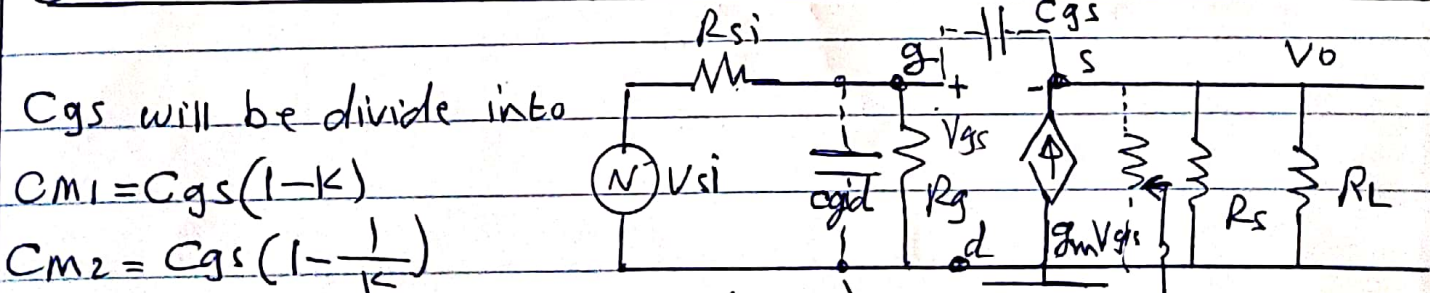 Cgs will be divide into
CM1 = Cgs(1-K)
CM2 = Cgs(1-1/K)
Rsi
Cgs
g
s
Vo
+
-
Vgs
N
Vsi
cgd
Rg
d
gmVgs
Rs
RL